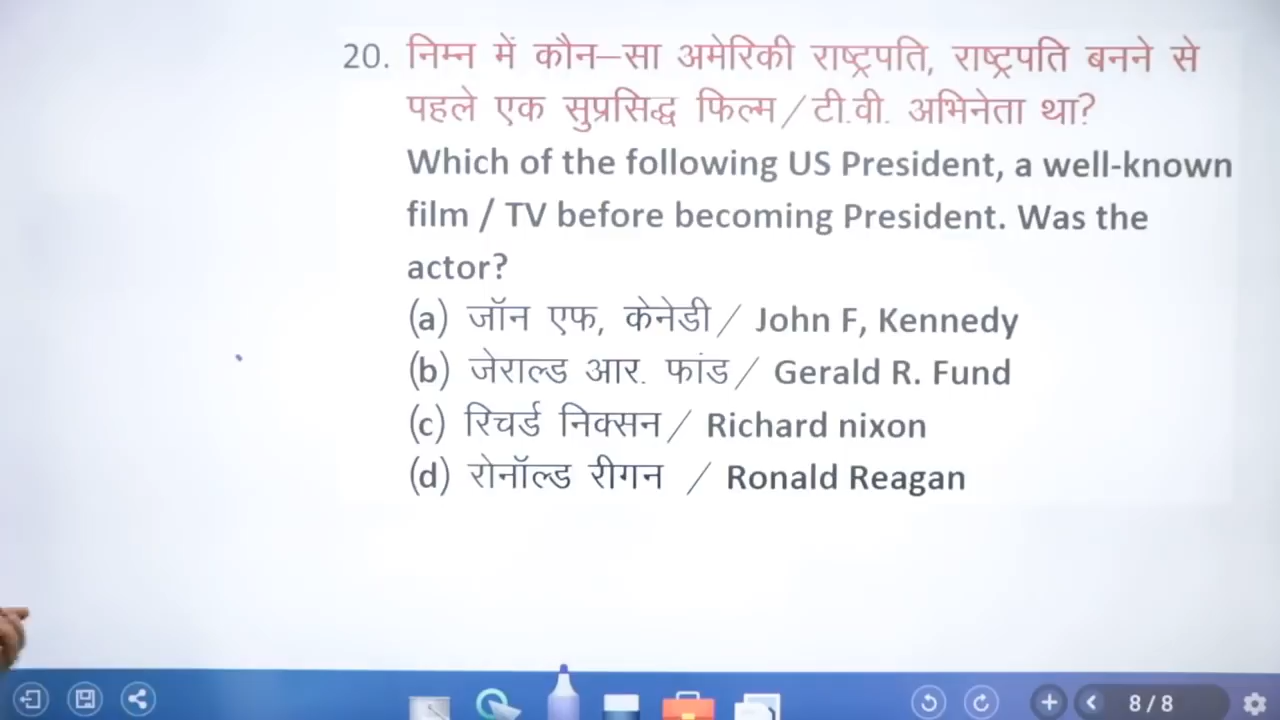 20. निम्न में कौन–सा अमेरिकी राष्ट्रपति, राष्ट्रपति बनने से
पहले एक सुप्रसिद्ध फिल्म/टी.वी. अभिनेता था?
Which of the following US President, a well-known
film / TV before becoming President. Was the
actor?
(a) जॉन एफ, केनेडी/ John F, Kennedy
(b) जेराल्ड आर. फांड/ Gerald R. Fund
(c) रिचर्ड निक्सन/ Richard nixon
(d) रोनॉल्ड रीगन / Ronald Reagan
8/8